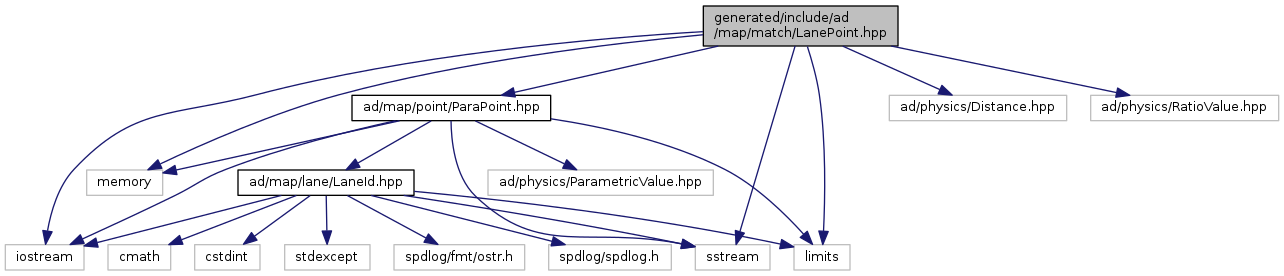 generated/include/ad
/map/match/LanePoint.hpp
ad/map/point/ParaPoint.hpp
ad/physics/Distance.hpp
ad/physics/RatioValue.hpp
memory
ad/map/lane/LaneId.hpp
ad/physics/ParametricValue.hpp
iostream
cmath
cstdint
stdexcept
spdlog/fmt/ostr.h
spdlog/spdlog.h
sstream
limits